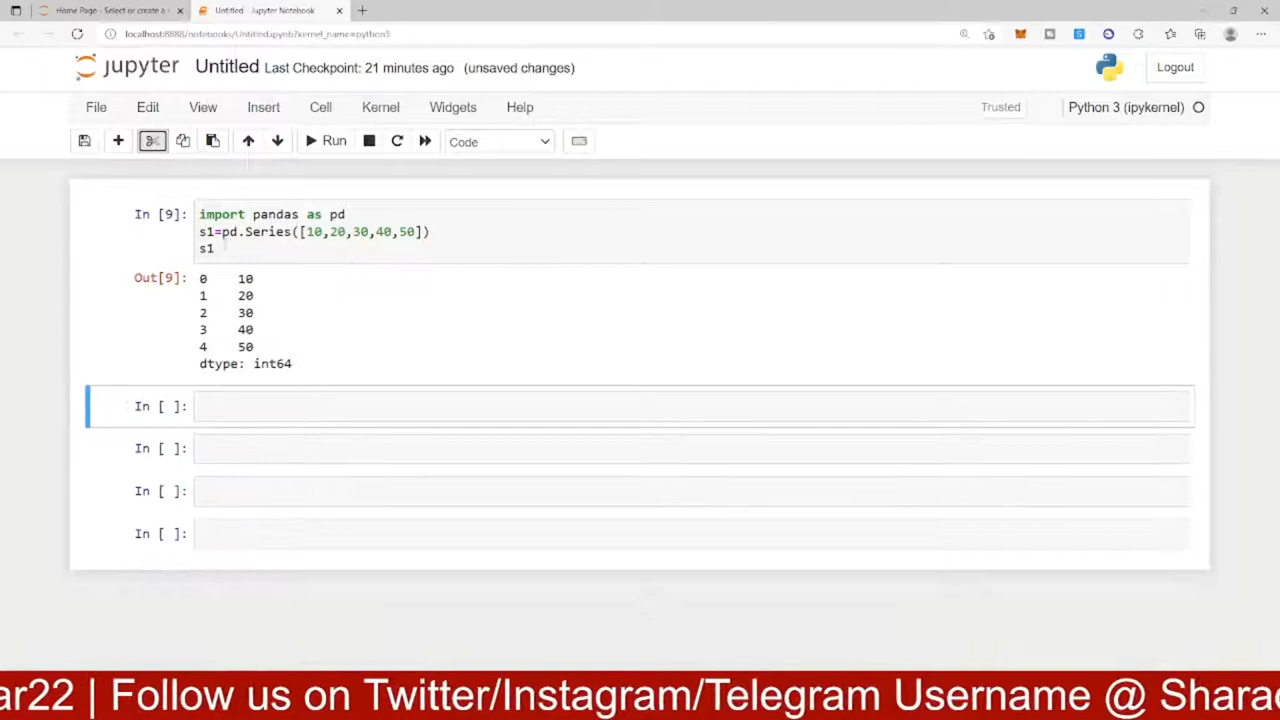 Home Page - Select or create a n
Untitled - Jupyter Notebook
localhost:8888/notebooks/Untitled.ipynb?kernel_name=python3
jupyter Untitled Last Checkpoint: 21 minutes ago (unsaved changes) Logout
File Edit View Insert Cell Kernel Widgets Help Trusted Python 3 (ipykernel)
Run Code
In [9]: import pandas as pd
s1=pd.Series([10,20,30,40,50])
s1
Out[9]: 0 10
1 20
2 30
3 40
4 50
dtype: int64
In [ ]:
In [ ]:
In [ ]:
In [ ]:
ar22 | Follow us on Twitter/Instagram/Telegram Username @ Sharad